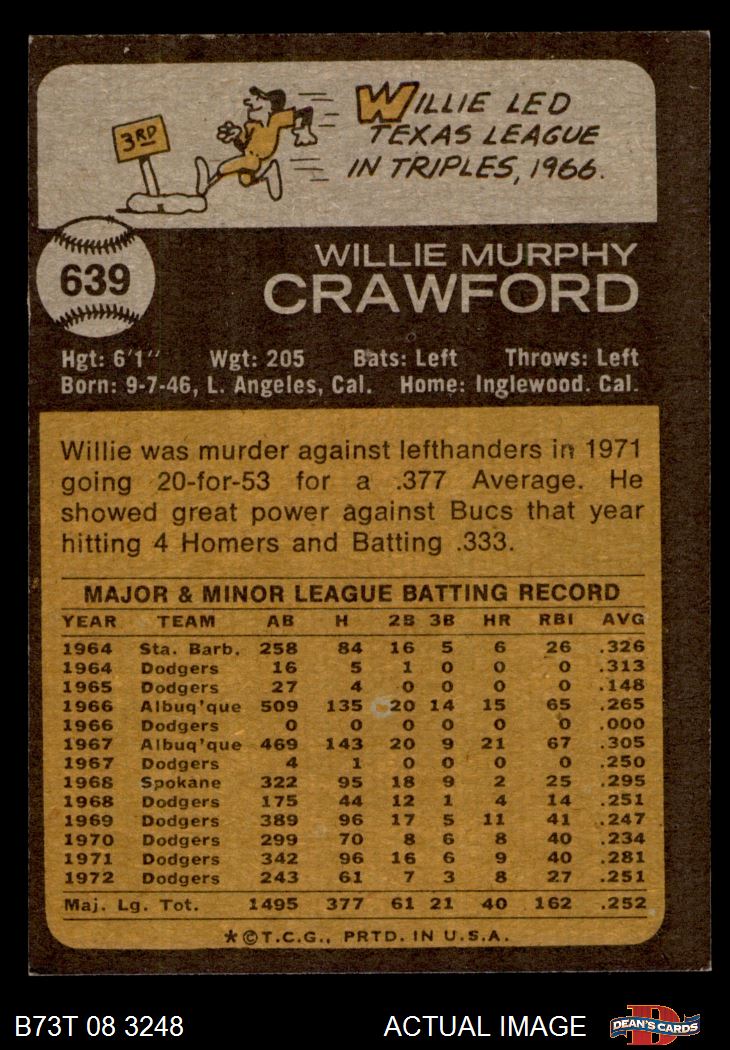 3RD
WILLIE LED
TEXAS LEAGUE
IN TRIPLES, 1966.
639
WILLIE MURPHY
CRAWFORD
Hgt: 6'1" Wgt: 205 Bats: Left Throws: Left
Born: 9-7-46, L. Angeles, Cal. Home: Inglewood. Cal.
Willie was murder against lefthanders in 1971
going 20-for-53 for a .377 Average. He
showed great power against Bucs that year
hitting 4 Homers and Batting .333.
MAJOR & MINOR LEAGUE BATTING RECORD
YEAR TEAM AB H 2B 3B HR RBI AVG
1964 Sta. Barb. 258 84 16 5 6 26 .326
1964 Dodgers 16 5 1 0 0 0 .313
1965 Dodgers 27 4 0 0 0 0 .148
1966 Albuq'que 509 135 20 14 15 65 .265
1966 Dodgers 0 0 0 0 0 0 .000
1967 Albuq'que 469 143 20 9 21 67 .305
1967 Dodgers 4 1 0 0 0 0 .250
1968 Spokane 322 95 18 9 2 25 .295
1968 Dodgers 175 44 12 1 4 14 .251
1969 Dodgers 389 96 17 5 11 41 .247
1970 Dodgers 299 70 8 6 8 40 .234
1971 Dodgers 342 96 16 6 9 40 .281
1972 Dodgers 243 61 7 3 8 27 .251
Maj. Lg. Tot. 1495 377 61 21 40 162 .252
*©T.C.G., PRTD. IN U.S.A.
B73T 08 3248 ACTUAL IMAGE
DEAN'S CARDS